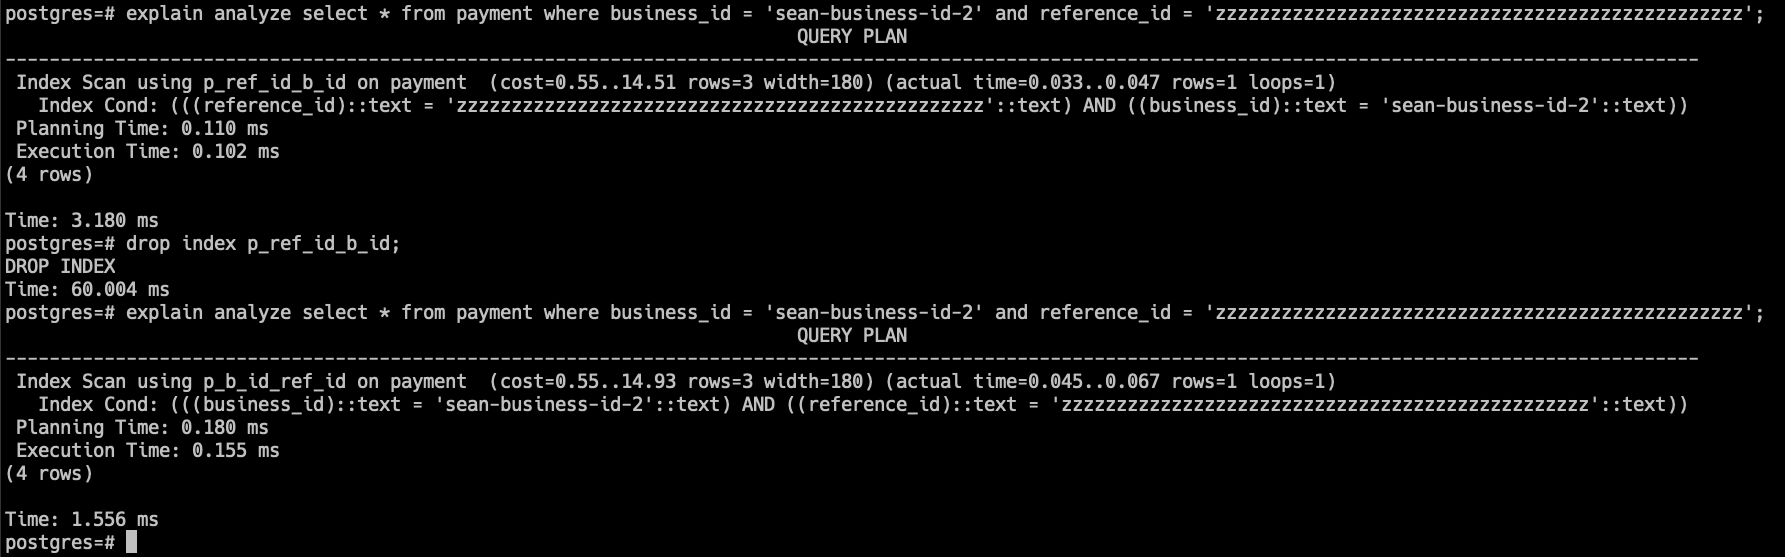 postgres=# explain analyze select * from payment where business_id = 'sean-business-id-2' and reference_id = 'zzzzzzzzzzzzzzzzzzzzzzzzzzzzzzzzzzzzzzzzzzzzzzzz';
QUERY PLAN
----------------------------------------------------------------------------------------------------------------------------------------------------------
Index Scan using p_ref_id_b_id on payment  (cost=0.55..14.51 rows=3 width=180) (actual time=0.033..0.047 rows=1 loops=1)
Index Cond: (((reference_id)::text = 'zzzzzzzzzzzzzzzzzzzzzzzzzzzzzzzzzzzzzzzzzzzzzzzz'::text) AND ((business_id)::text = 'sean-business-id-2'::text))
Planning Time: 0.110 ms
Execution Time: 0.102 ms
(4 rows)
Time: 3.180 ms
postgres=# drop index p_ref_id_b_id;
DROP INDEX
Time: 60.004 ms
postgres=# explain analyze select * from payment where business_id = 'sean-business-id-2' and reference_id = 'zzzzzzzzzzzzzzzzzzzzzzzzzzzzzzzzzzzzzzzzzzzzzzzz';
QUERY PLAN
----------------------------------------------------------------------------------------------------------------------------------------------------------
Index Scan using p_b_id_ref_id on payment  (cost=0.55..14.93 rows=3 width=180) (actual time=0.045..0.067 rows=1 loops=1)
Index Cond: (((business_id)::text = 'sean-business-id-2'::text) AND ((reference_id)::text = 'zzzzzzzzzzzzzzzzzzzzzzzzzzzzzzzzzzzzzzzzzzzzzzzz'::text))
Planning Time: 0.180 ms
Execution Time: 0.155 ms
(4 rows)
Time: 1.556 ms
postgres=#